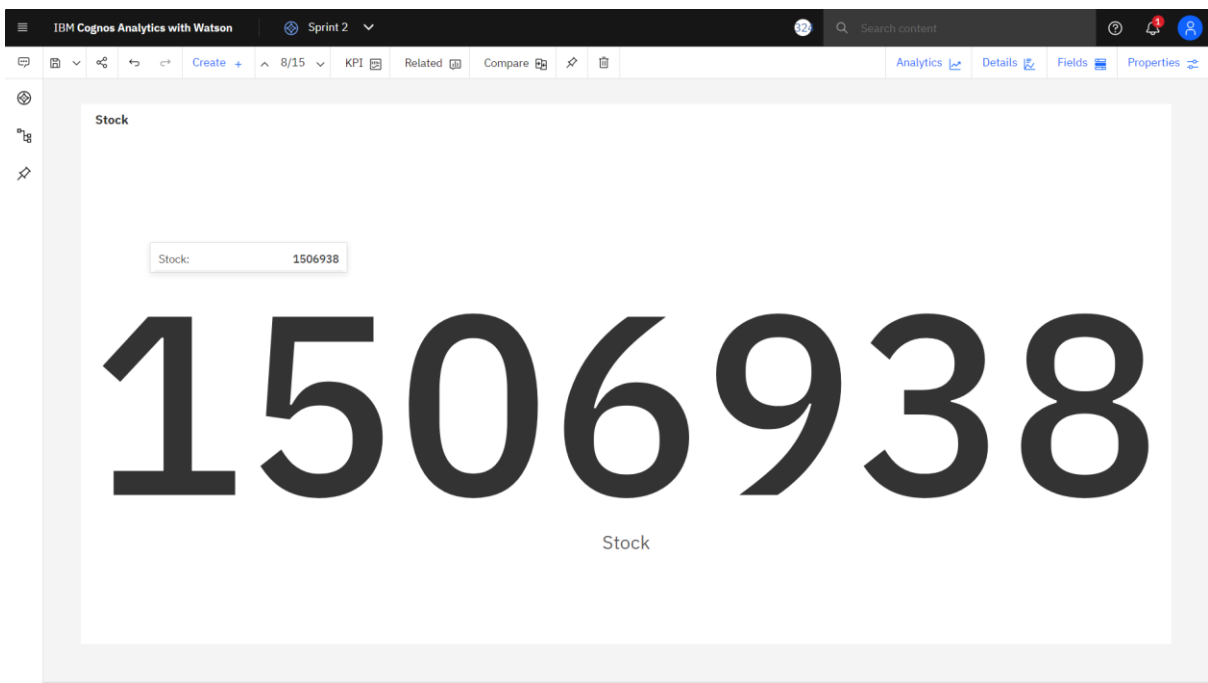 IBM Cognos Analytics with Watson Sprint 2 Search content 1
Create + 8/15 KPI Related Compare Analytics Details Fields Properties
Stock
Stock: 1506938
1506938
Stock